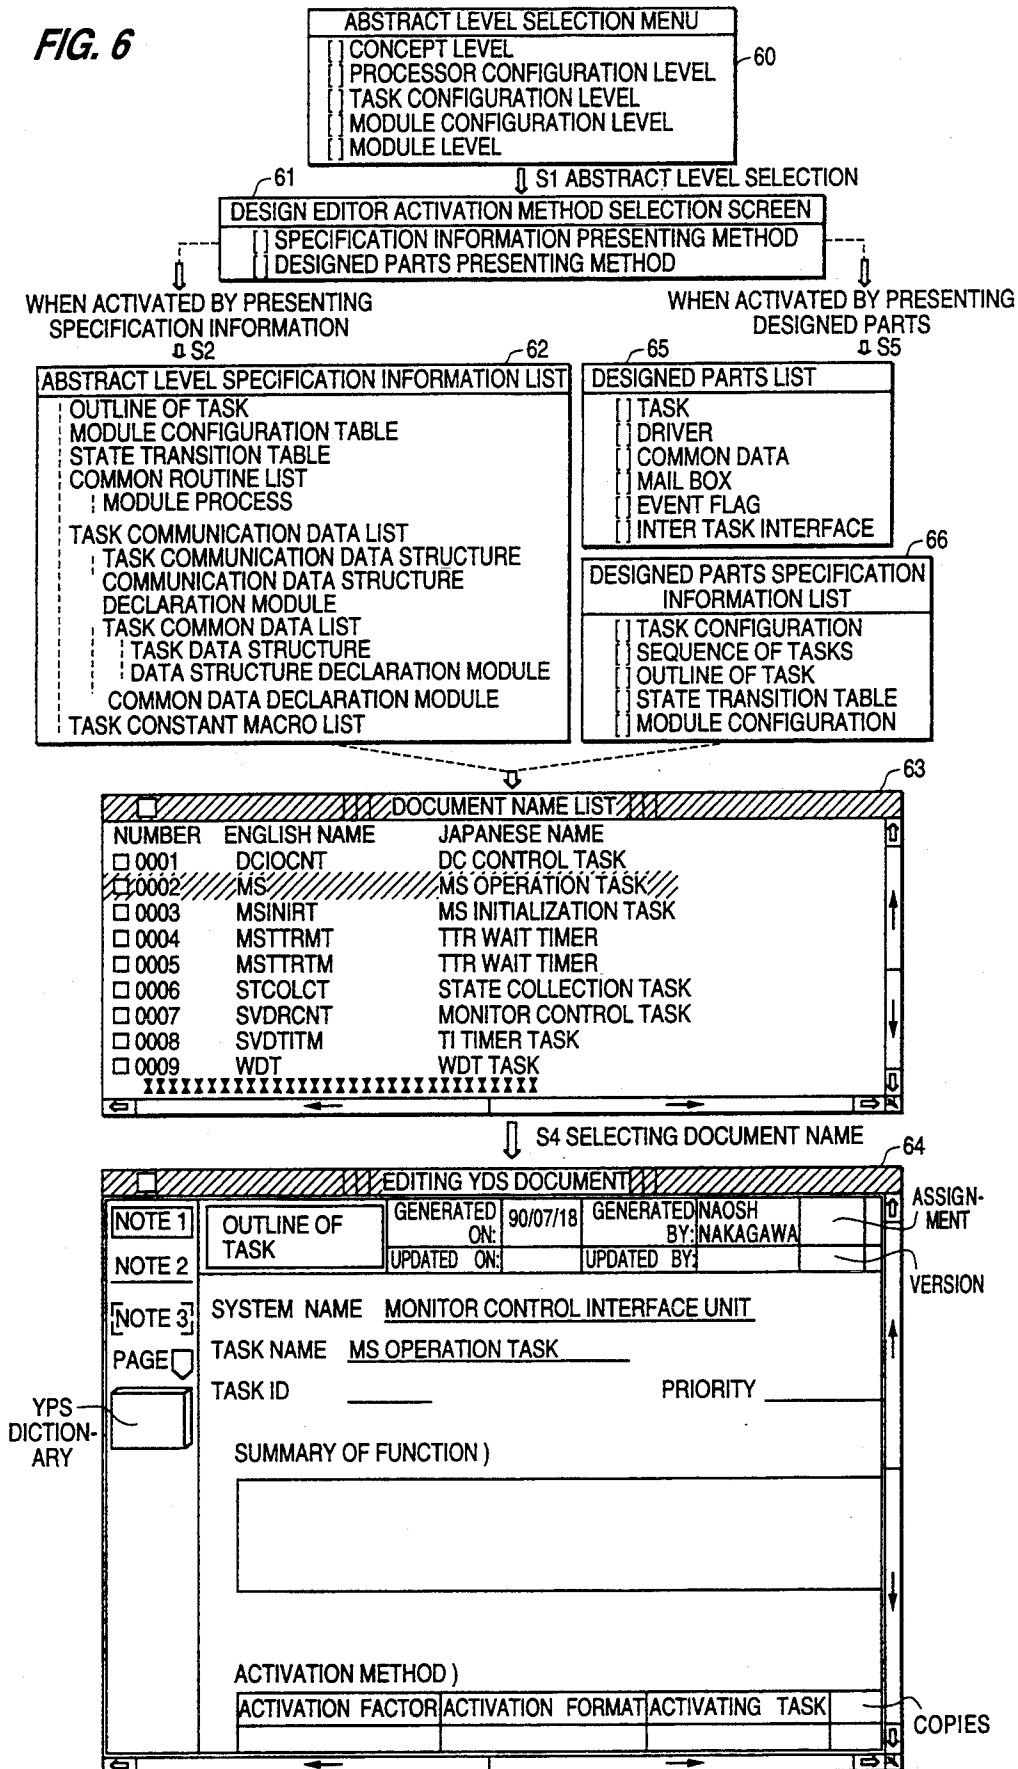 FIG. 6
ABSTRACT LEVEL SELECTION MENU
[ ] CONCEPT LEVEL
[ ] PROCESSOR CONFIGURATION LEVEL
[ ] TASK CONFIGURATION LEVEL
[ ] MODULE CONFIGURATION LEVEL
[ ] MODULE LEVEL
60
S1 ABSTRACT LEVEL SELECTION
61
DESIGN EDITOR ACTIVATION METHOD SELECTION SCREEN
[ ] SPECIFICATION INFORMATION PRESENTING METHOD
[ ] DESIGNED PARTS PRESENTING METHOD
WHEN ACTIVATED BY PRESENTING
SPECIFICATION INFORMATION
S2
WHEN ACTIVATED BY PRESENTING
DESIGNED PARTS
S5
62
ABSTRACT LEVEL SPECIFICATION INFORMATION LIST
OUTLINE OF TASK
MODULE CONFIGURATION TABLE
STATE TRANSITION TABLE
COMMON ROUTINE LIST
MODULE PROCESS
TASK COMMUNICATION DATA LIST
TASK COMMUNICATION DATA STRUCTURE
COMMUNICATION DATA STRUCTURE
DECLARATION MODULE
TASK COMMON DATA LIST
TASK DATA STRUCTURE
DATA STRUCTURE DECLARATION MODULE
COMMON DATA DECLARATION MODULE
TASK CONSTANT MACRO LIST
65
DESIGNED PARTS LIST
[ ] TASK
[ ] DRIVER
[ ] COMMON DATA
[ ] MAIL BOX
[ ] EVENT FLAG
[ ] INTER TASK INTERFACE
66
DESIGNED PARTS SPECIFICATION
INFORMATION LIST
[ ] TASK CONFIGURATION
[ ] SEQUENCE OF TASKS
[ ] OUTLINE OF TASK
[ ] STATE TRANSITION TABLE
[ ] MODULE CONFIGURATION
63
DOCUMENT NAME LIST
NUMBER ENGLISH NAME JAPANESE NAME
0001 DCIOCNT DC CONTROL TASK
0002 MS MS OPERATION TASK
0003 MSINIRT MS INITIALIZATION TASK
0004 MSTTRMT TTR WAIT TIMER
0005 MSTTRTM TTR WAIT TIMER
0006 STCOLCT STATE COLLECTION TASK
0007 SVDRCNT MONITOR CONTROL TASK
0008 SVDTITM TI TIMER TASK
0009 WDT WDT TASK
S4 SELECTING DOCUMENT NAME
64
EDITING YDS DOCUMENT
NOTE 1
NOTE 2
[NOTE 3]
PAGE
YPS
DICTION-
ARY
OUTLINE OF
TASK
GENERATED
ON:
90/07/18
GENERATED
BY:
NAOSH
NAKAGAWA
UPDATED ON:
UPDATED BY:
ASSIGN-
MENT
VERSION
SYSTEM NAME MONITOR CONTROL INTERFACE UNIT
TASK NAME MS OPERATION TASK
TASK ID PRIORITY
SUMMARY OF FUNCTION )
ACTIVATION METHOD )
ACTIVATION FACTOR ACTIVATION FORMAT ACTIVATING TASK
COPIES